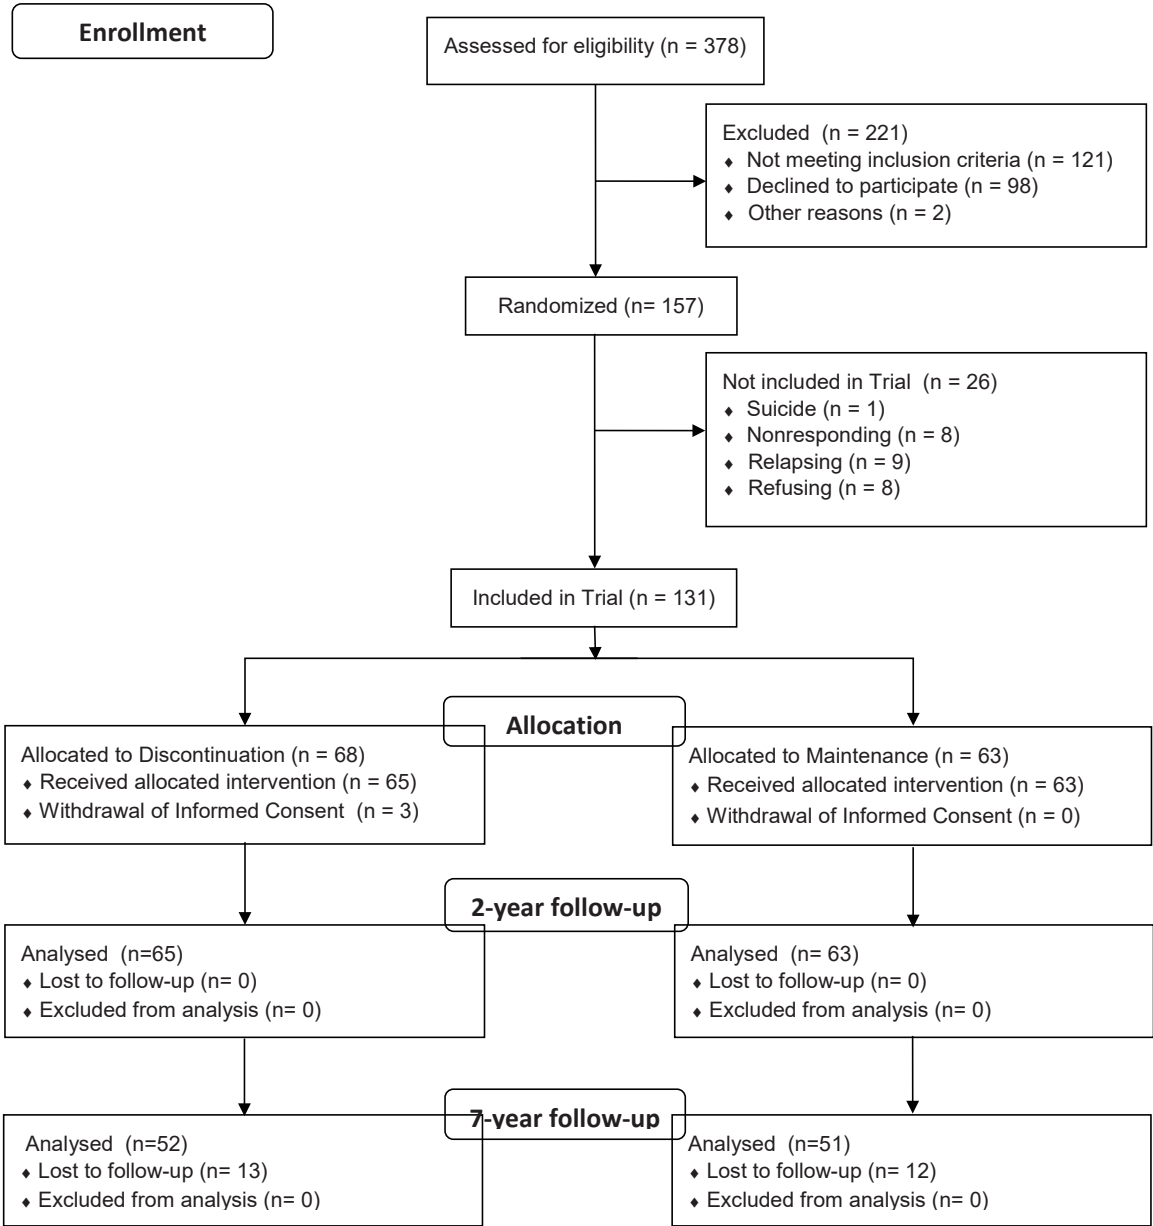 Enrollment
Assessed for eligibility (n = 378)
Excluded (n = 221)
♦ Not meeting inclusion criteria (n = 121)
♦ Declined to participate (n = 98)
♦ Other reasons (n = 2)
Randomized (n= 157)
Not included in Trial (n = 26)
♦ Suicide (n = 1)
♦ Nonresponding (n = 8)
♦ Relapsing (n = 9)
♦ Refusing (n = 8)
Included in Trial (n = 131)
Allocation
Allocated to Discontinuation (n = 68)
♦ Received allocated intervention (n = 65)
♦ Withdrawal of Informed Consent (n = 3)
Allocated to Maintenance (n = 63)
♦ Received allocated intervention (n = 63)
♦ Withdrawal of Informed Consent (n = 0)
2-year follow-up
Analysed (n=65)
♦ Lost to follow-up (n= 0)
♦ Excluded from analysis (n= 0)
Analysed (n= 63)
♦ Lost to follow-up (n= 0)
♦ Excluded from analysis (n= 0)
7-year follow-up
Analysed (n=52)
♦ Lost to follow-up (n= 13)
♦ Excluded from analysis (n= 0)
Analysed (n=51)
♦ Lost to follow-up (n= 12)
♦ Excluded from analysis (n= 0)